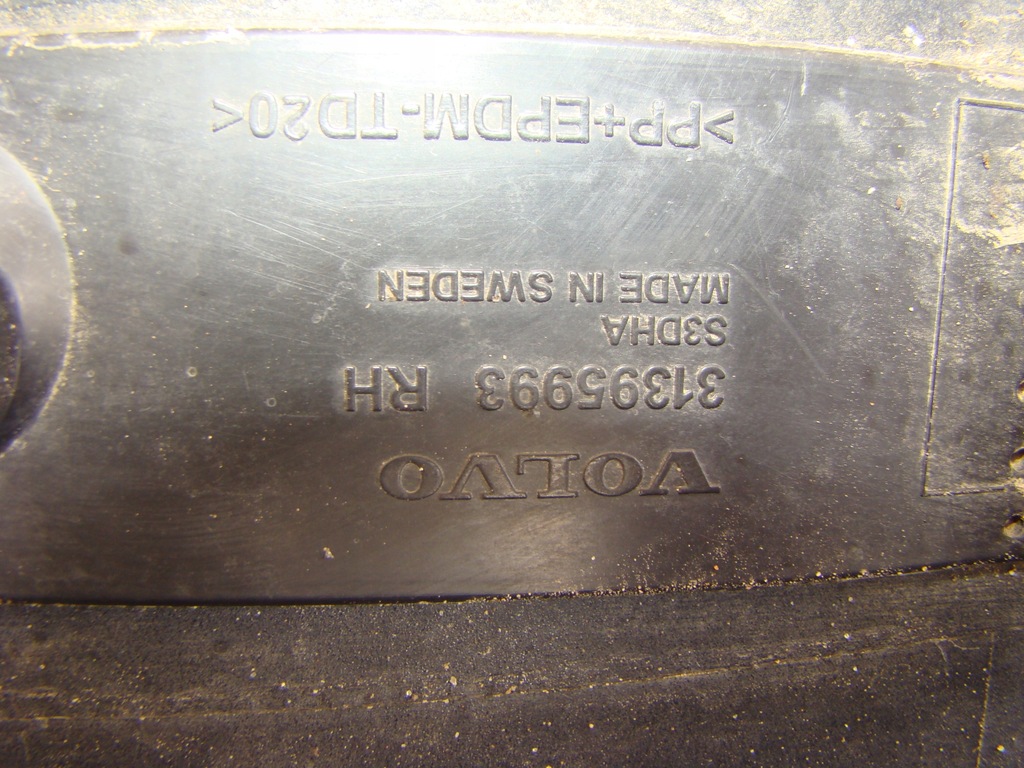 VOLVO
31395993 RH
S3DHA
MADE IN SWEDEN
>PP+EPDM-TD20<